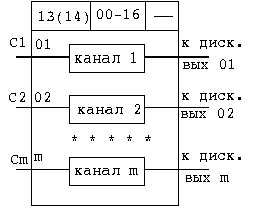 13(14) 00-16 —
C1 01 канал 1 к диск.
вых 01
C2 02 канал 2 к диск.
вых 02
* * * * *
Cm m канал m к диск.
вых m